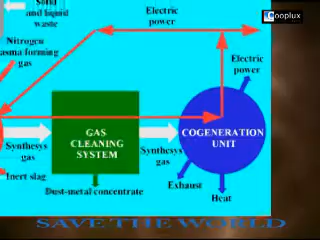 Solid
and liquid
waste
Electric
power
Cooplux
Nitrogen
plasma forming
gas
Electric
power
GAS
CLEANING
SYSTEM
COGENERATION
UNIT
Synthesys
gas
Synthesys
gas
Inert slag
Dust-metal concentrate
Exhaust
Heat
SAVE THE WORLD